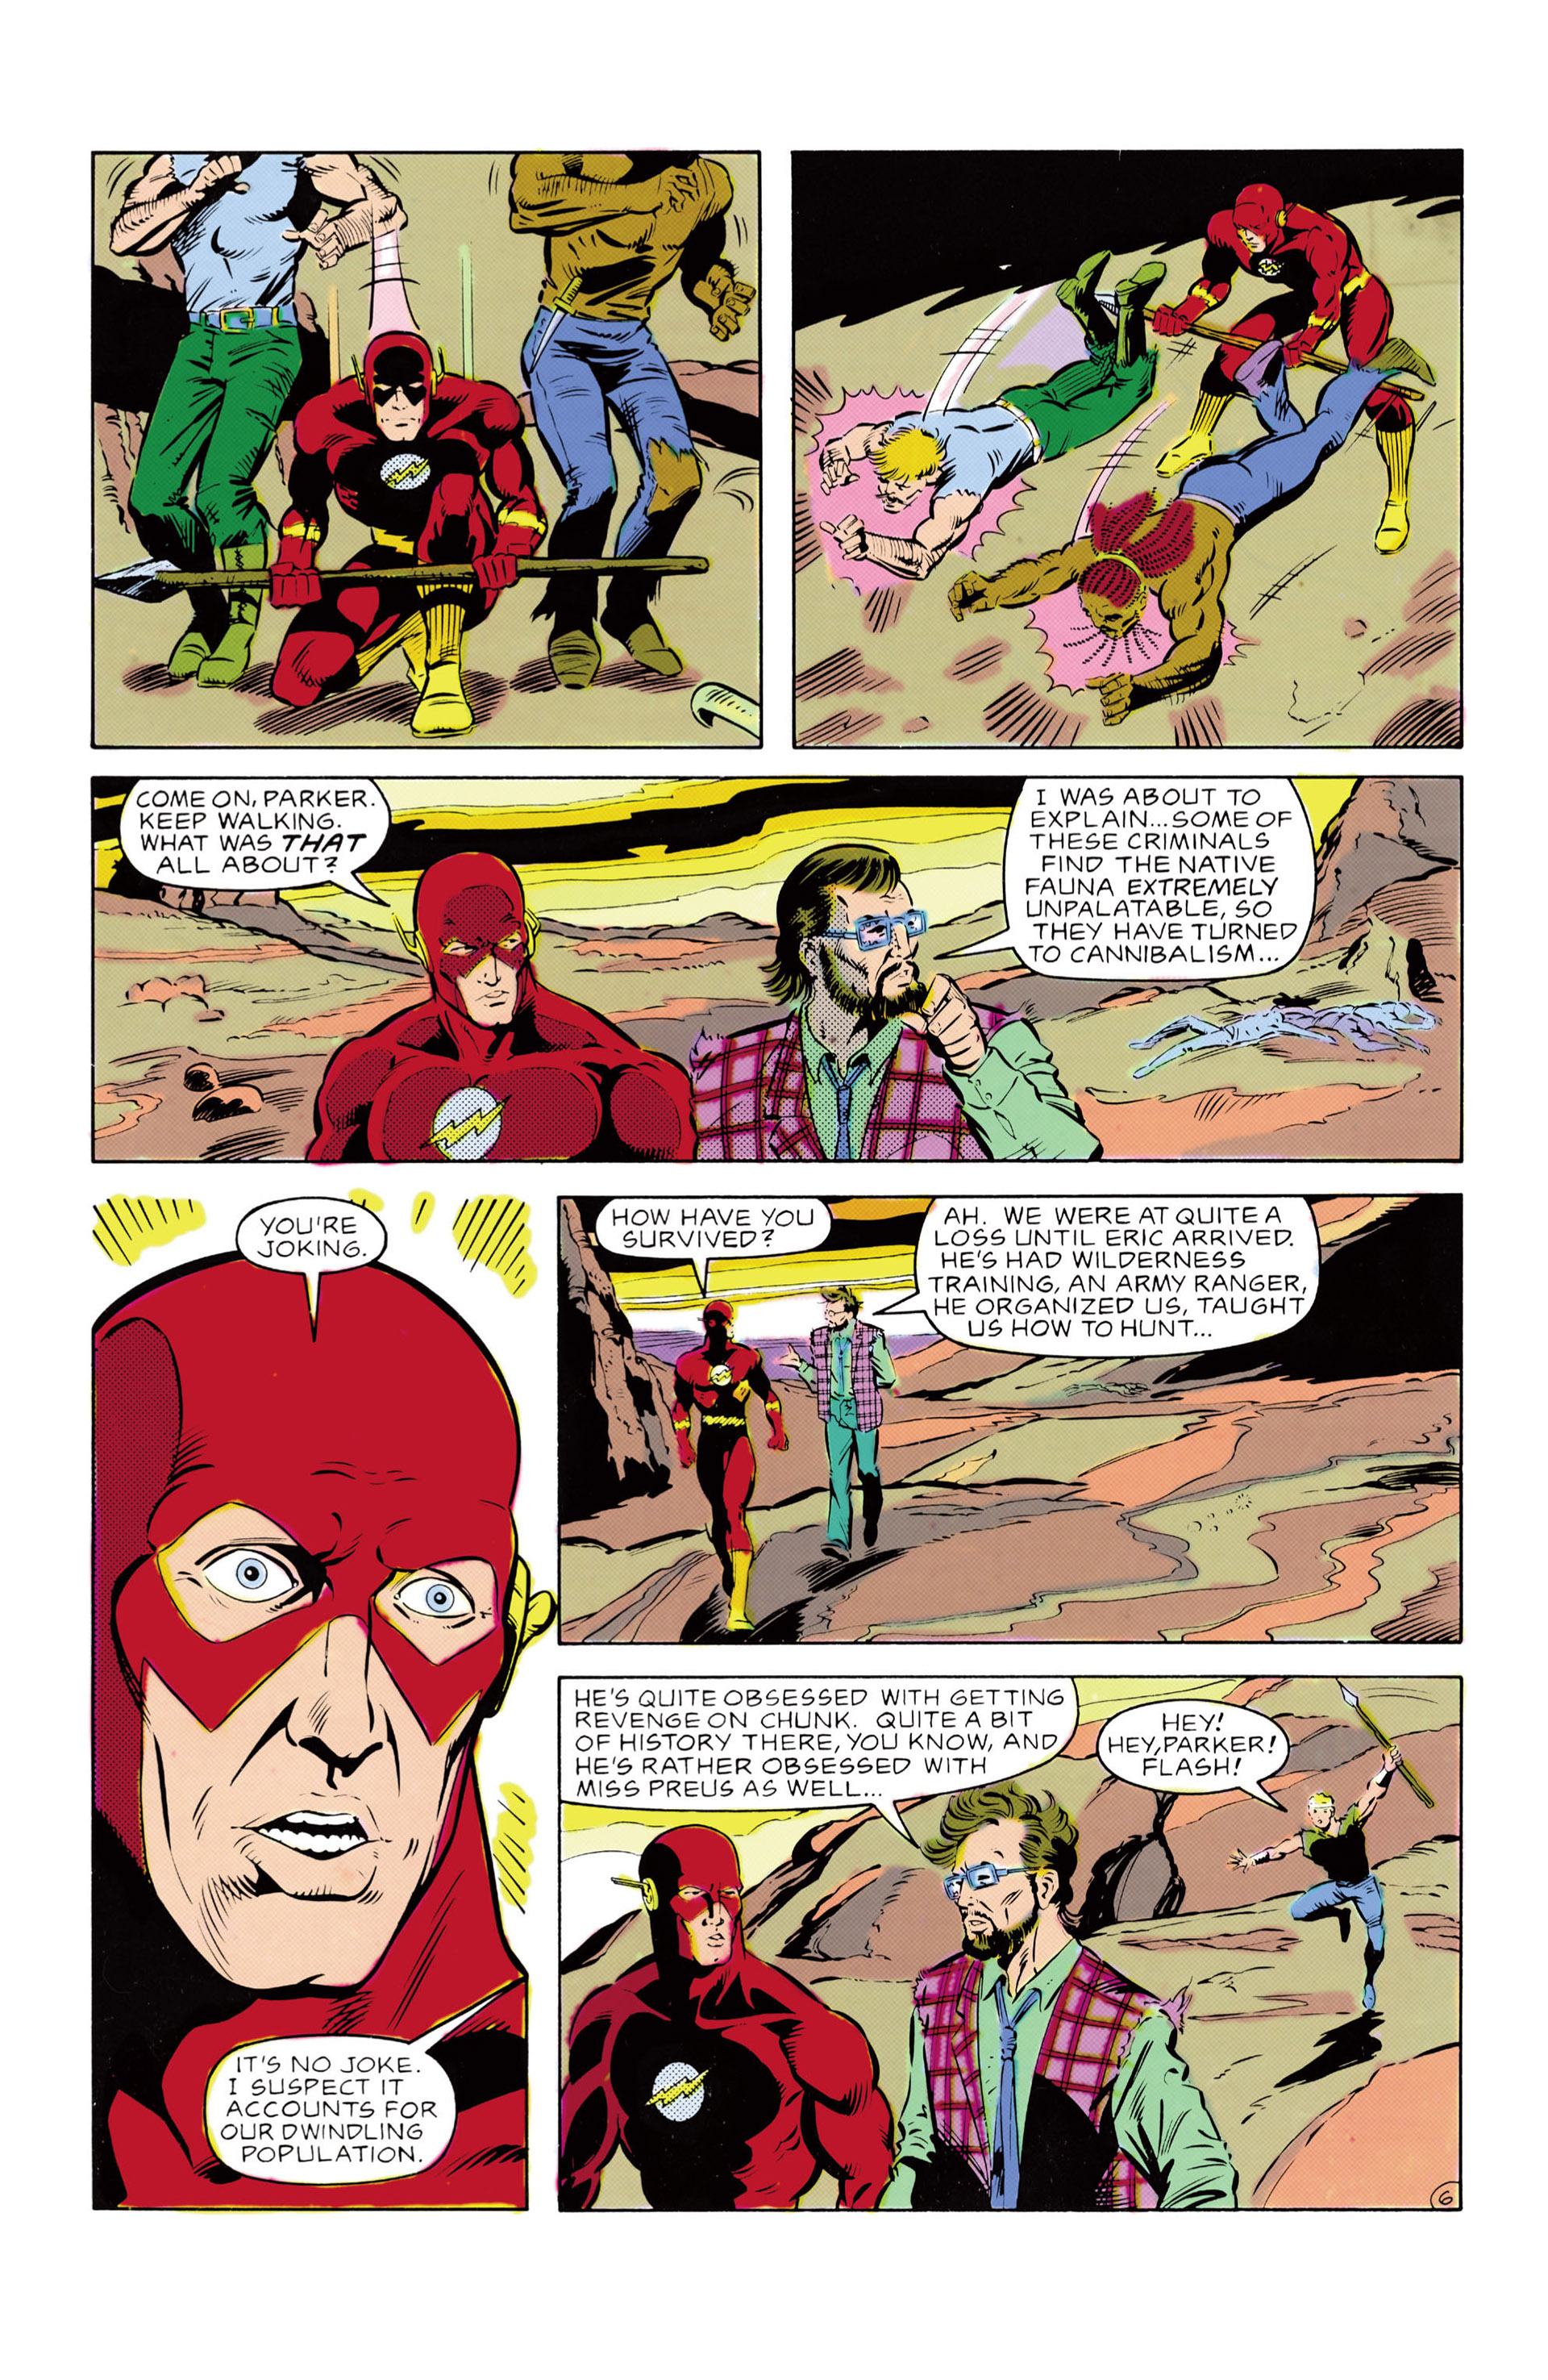 COME ON, PARKER.
KEEP WALKING.
WHAT WAS THAT
ALL ABOUT?
I WAS ABOUT TO
EXPLAIN...SOME OF
THESE CRIMINALS
FIND THE NATIVE
FAUNA EXTREMELY
UNPALATABLE, SO
THEY HAVE TURNED
TO CANNIBALISM...
YOU'RE
JOKING.
IT'S NO JOKE.
I SUSPECT IT
ACCOUNTS FOR
OUR DWINDLING
POPULATION.
HOW HAVE YOU
SURVIVED?
AH. WE WERE AT QUITE A
LOSS UNTIL ERIC ARRIVED.
HE'S HAD WILDERNESS
TRAINING, AN ARMY RANGER,
HE ORGANIZED US, TAUGHT
US HOW TO HUNT...
HE'S QUITE OBSESSED WITH GETTING
REVENGE ON CHUNK. QUITE A BIT
OF HISTORY THERE, YOU KNOW, AND
HE'S RATHER OBSESSED WITH
MISS PREUS AS WELL...
HEY!
HEY, PARKER!
FLASH!
6